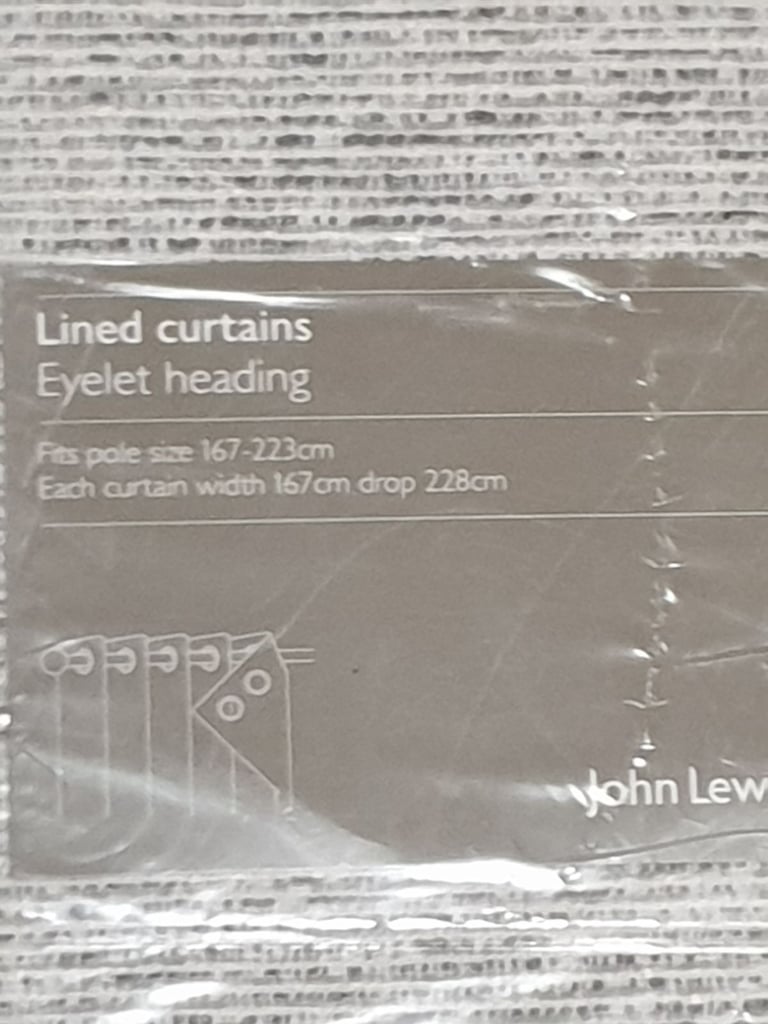 Lined curtains
Eyelet heading
Fits pole size 167-223cm
Each curtain width 167cm drop 228cm
John Lew